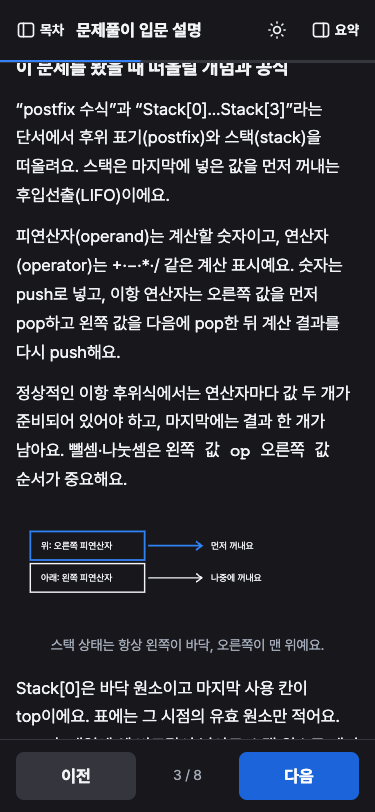 목차 문제풀이 입문 설명 요약
이 문제를 봤을 때 떠올릴 개념과 공식
“postfix 수식”과 “Stack[0]...Stack[3]”라는
단서에서 후위 표기(postfix)와 스택(stack)을
떠올려요. 스택은 마지막에 넣은 값을 먼저 꺼내는
후입선출(LIFO)이에요.
피연산자(operand)는 계산할 숫자이고, 연산자
(operator)는 +·−·*·/ 같은 계산 표시예요. 숫자는
push로 넣고, 이항 연산자는 오른쪽 값을 먼저
pop하고 왼쪽 값을 다음에 pop한 뒤 계산 결과를
다시 push해요.
정상적인 이항 후위식에서는 연산자마다 값 두 개가
준비되어 있어야 하고, 마지막에는 결과 한 개가
남아요. 뺄셈·나눗셈은 왼쪽 값 op 오른쪽 값
순서가 중요해요.
위: 오른쪽 피연산자 먼저 꺼내요
아래: 왼쪽 피연산자 나중에 꺼내요
스택 상태는 항상 왼쪽이 바닥, 오른쪽이 맨 위예요.
Stack[0]은 바닥 원소이고 마지막 사용 칸이
top이에요. 표에는 그 시점의 유효 원소만 적어요.
이전 3 / 8 다음